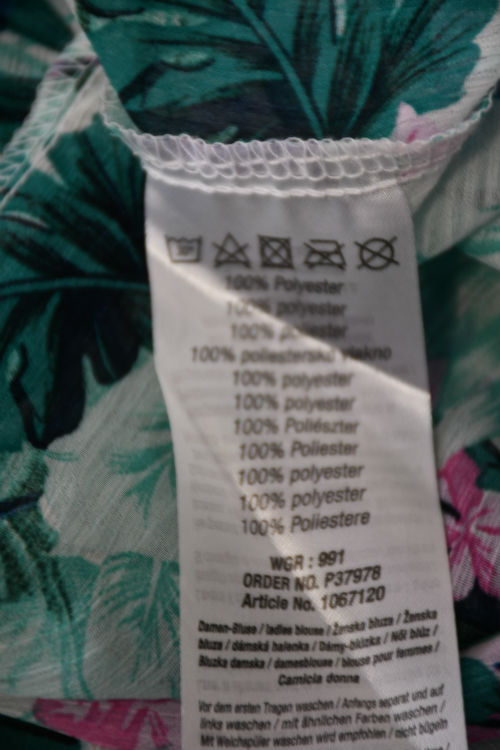 100% Polyester
100% polyester
100% polyester
100% poliesterska vlakno
100% polyester
100% polyester
100% Poliészter
100% Poliester
100% polyester
100% polyester
100% Poliestere
WGR : 991
ORDER NO. P37978
Article No. 1067120
Damen-Bluse / ladies blouse / Ženska bluza / Ženska
bluza / dámská halenka / Dámy-blúzka / Női blúz /
Bluzka damska / damesblouse / blouse pour femmes /
Camicia donna
Vor dem ersten Tragen waschen / Anfangs separat und auf
links waschen / mit ähnlichen Farben waschen /
Mit Weichspüler waschen wird empfohlen / nicht bügeln